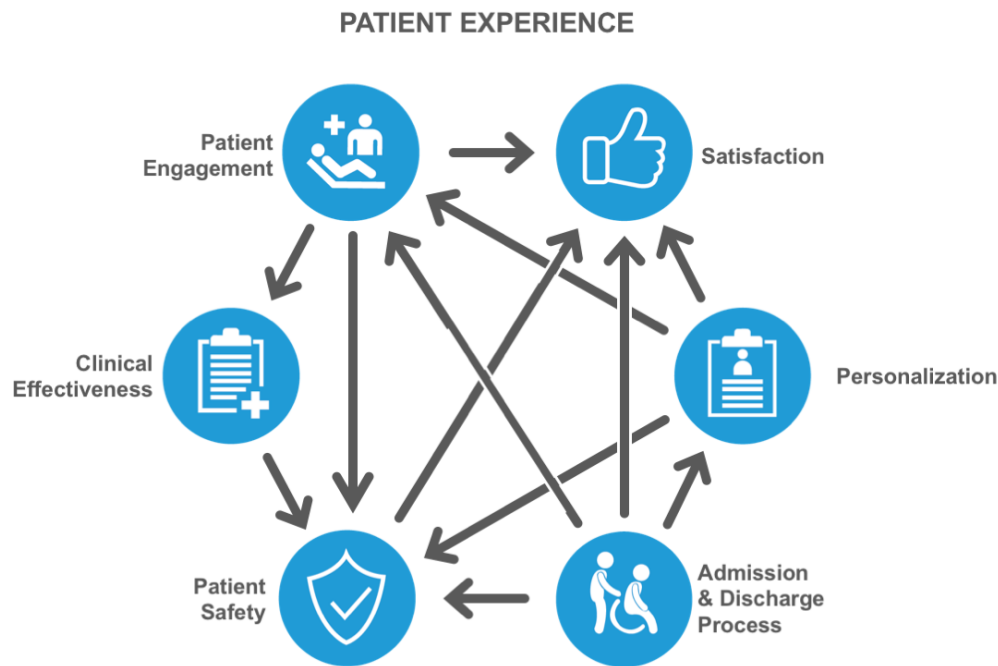 PATIENT EXPERIENCE
Patient
Engagement
Satisfaction
Clinical
Effectiveness
Personalization
Patient
Safety
Admission
& Discharge
Process